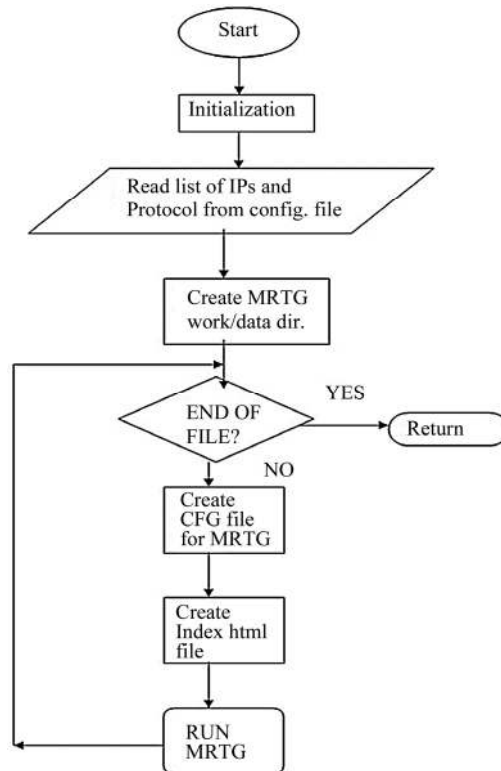 Start
Initialization
Read list of IPs and
Protocol from config. file
Create MRTG
work/data dir.
YES
END OF
FILE?
Return
NO
Create
CFG file
for MRTG
Create
Index html
file
RUN
MRTG